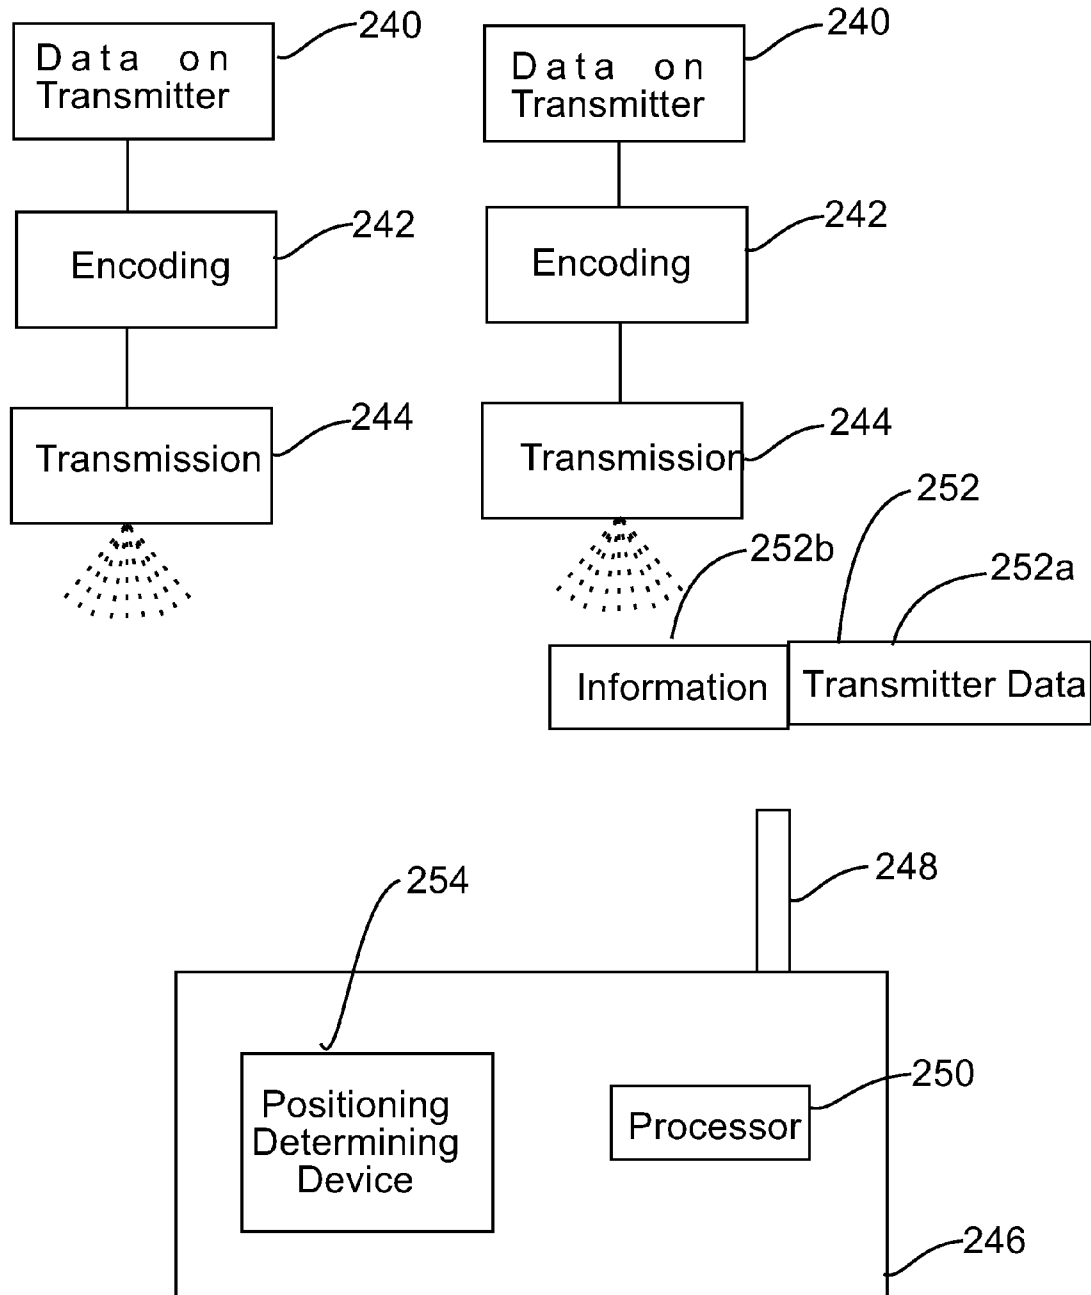 240
Data on
Transmitter
240
Data on
Transmitter
242
Encoding
242
Encoding
244
Transmission
244
Transmission
252
252b
252a
Information
Transmitter Data
248
254
250
Positioning
Determining
Device
Processor
246